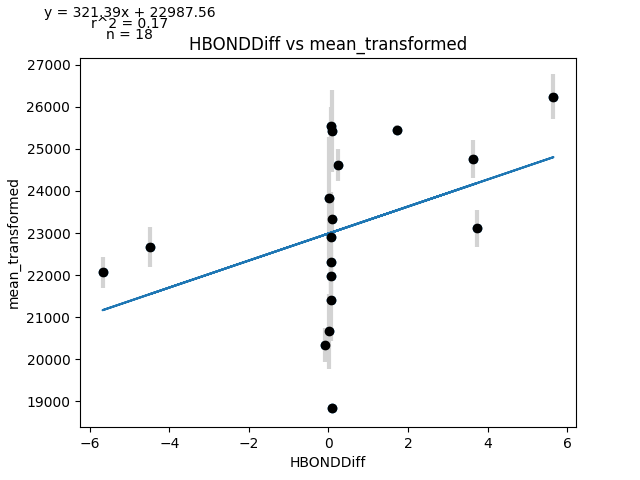 y = 321.39x + 22987.56
r^2 = 0.17
n = 18
HBONDDiff vs mean_transformed
27000
26000
25000
24000
23000
22000
21000
20000
19000
mean_transformed
−6
−4
−2
0
2
4
6
HBONDDiff